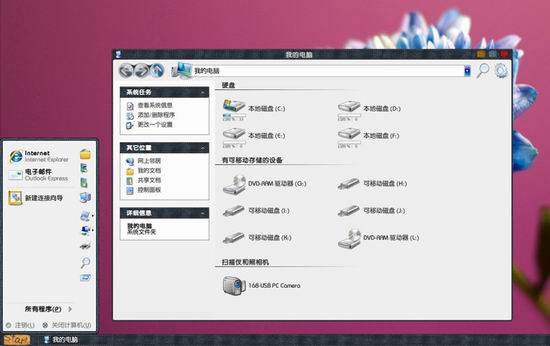 我的电脑
我的电脑
系统任务
查看系统信息
添加/删除程序
更改一个设置
其它位置
网上邻居
我的文档
共享文档
控制面板
详细信息
我的电脑
系统文件夹
硬盘
本地磁盘 (C:)
本地磁盘 (D:)
本地磁盘 (E:)
本地磁盘 (F:)
有可移动存储的设备
DVD-RAM 驱动器 (G:)
可移动磁盘 (H:)
可移动磁盘 (I:)
可移动磁盘 (J:)
可移动磁盘 (K:)
DVD-RAM 驱动器 (L:)
扫描仪和照相机
168-USB PC Camera
Internet
Internet Explorer
电子邮件
Outlook Express
新建连接向导
所有程序(P)
注销(L)
关闭计算机(U)
Start
我的电脑